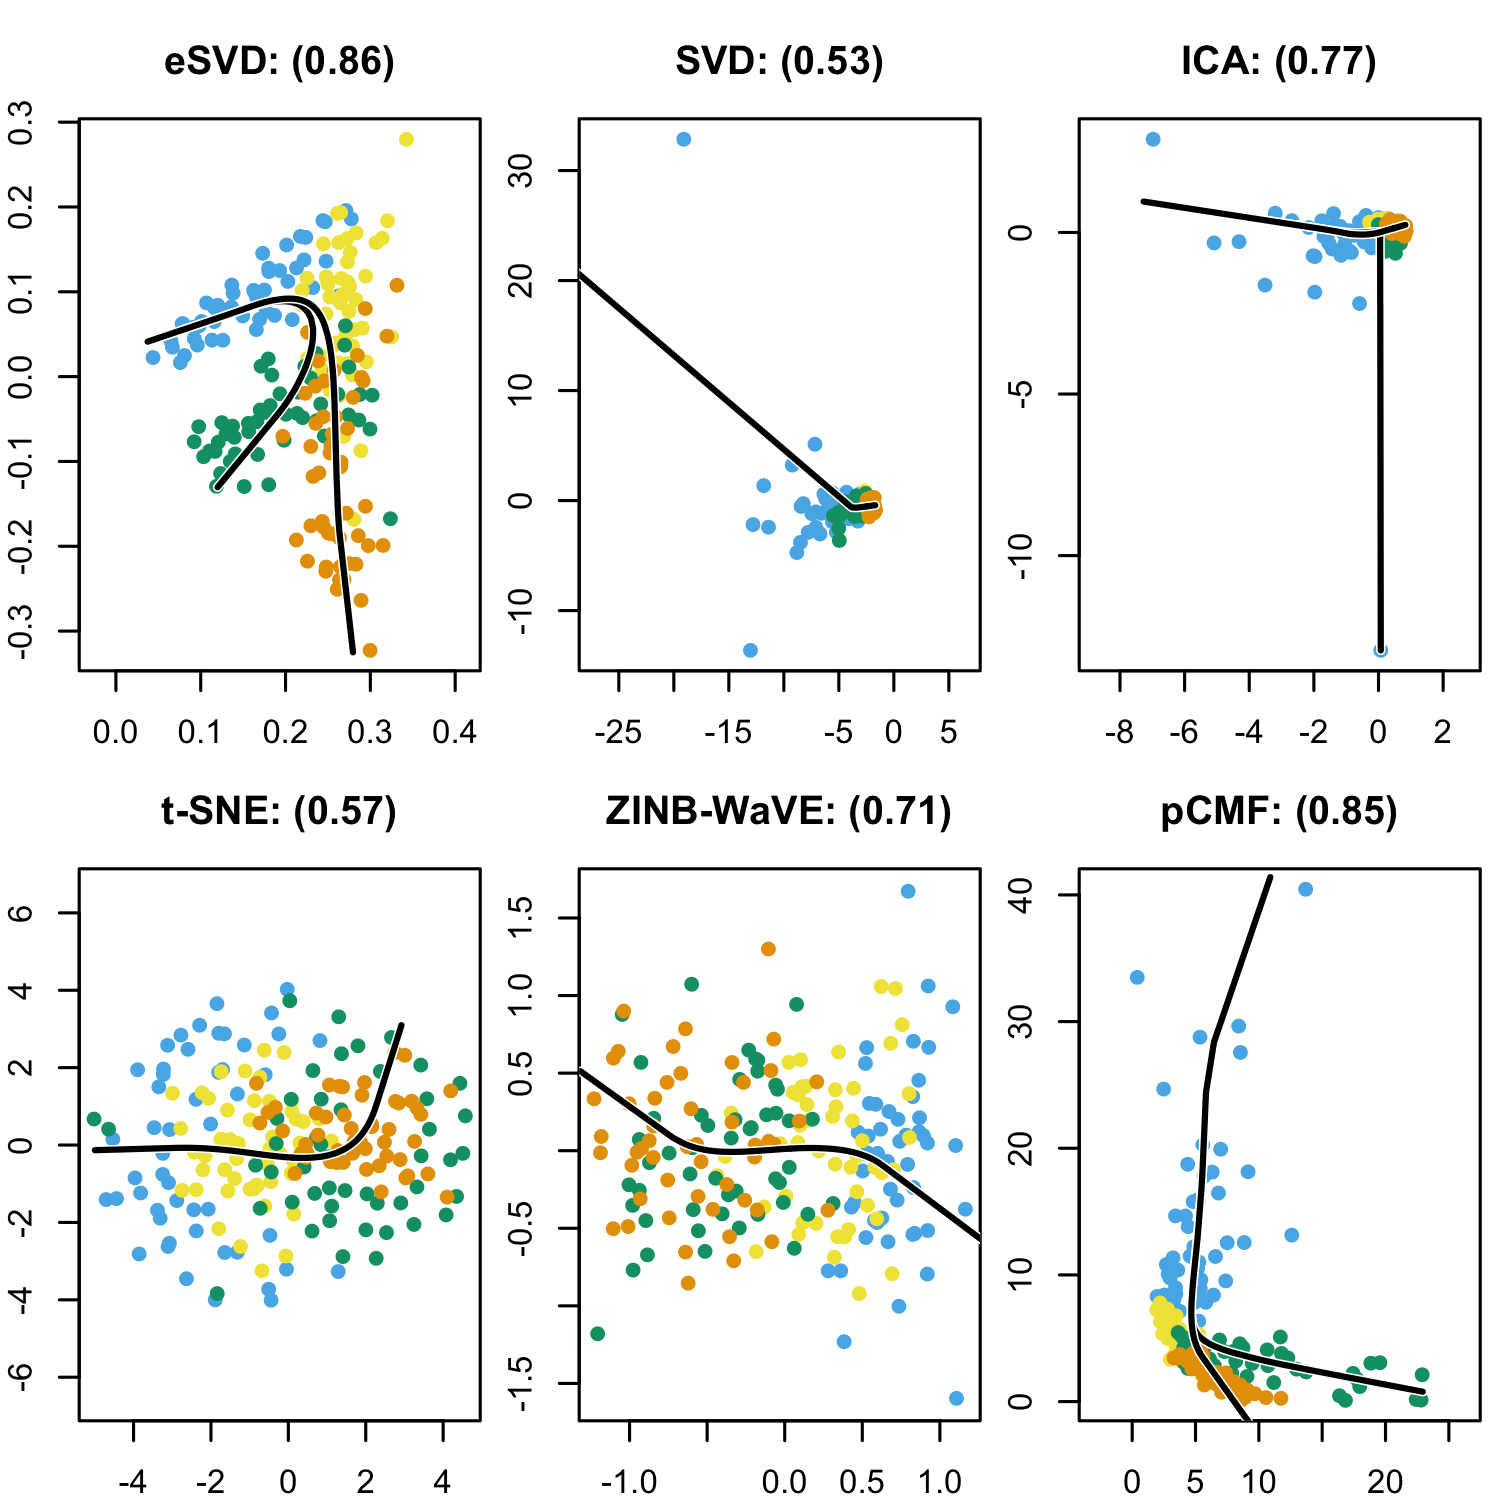 eSVD: (0.86)
SVD: (0.53)
ICA: (0.77)
0.3
0.2
0.1
0.0
-0.1
-0.2
-0.3
0.0 0.1 0.2 0.3 0.4
30
20
10
0
-10
-25 -15 -5 0 5
0
-5
-10
-8 -6 -4 -2 0 2
t-SNE: (0.57)
ZINB-WaVE: (0.71)
pCMF: (0.85)
6
4
2
0
-2
-4
-6
-4 -2 0 2 4
1.5
1.0
0.5
-0.5
-1.5
-1.0 0.0 0.5 1.0
40
30
20
10
0
0 5 10 20